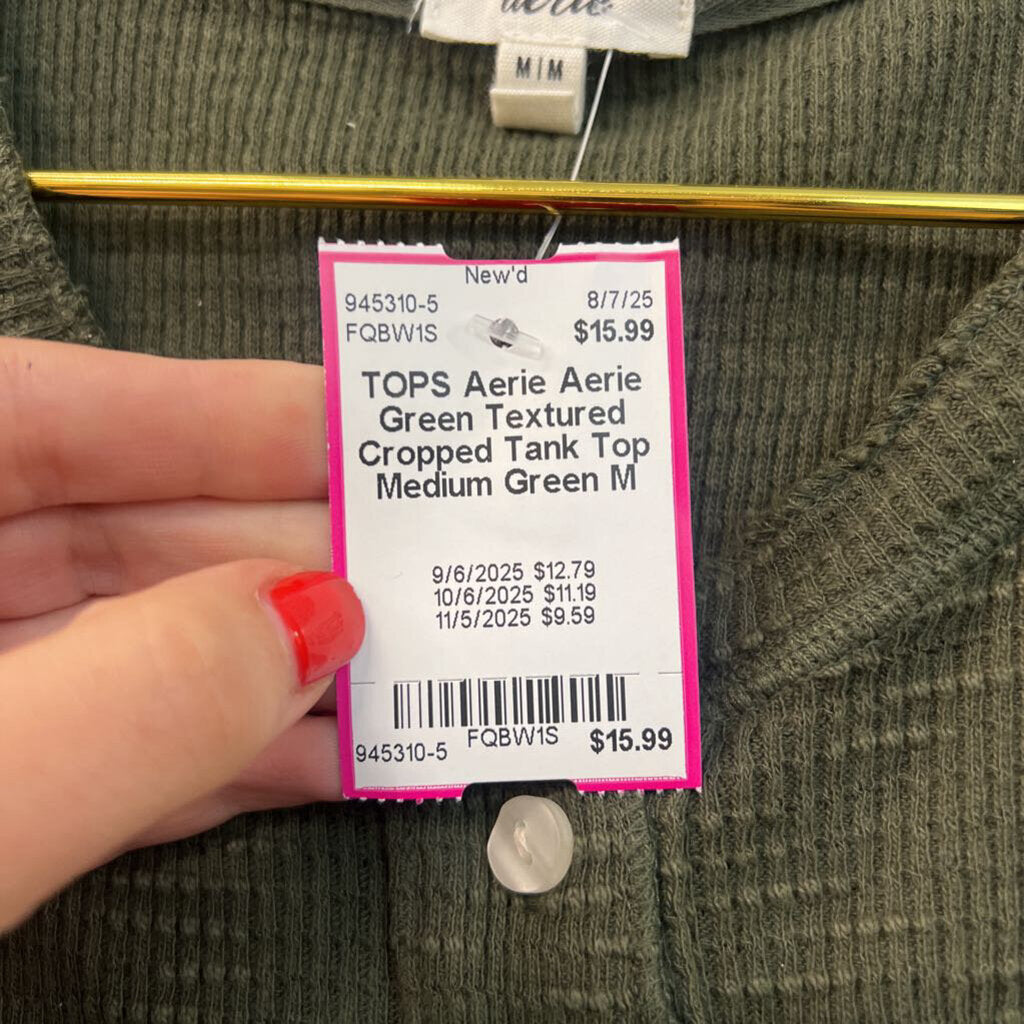 aerie
M|M
New'd
945310-5 8/7/25
FQBW1S $15.99
TOPS Aerie Aerie
Green Textured
Cropped Tank Top
Medium Green M
9/6/2025 $12.79
10/6/2025 $11.19
11/5/2025 $9.59
945310-5 FQBW1S $15.99